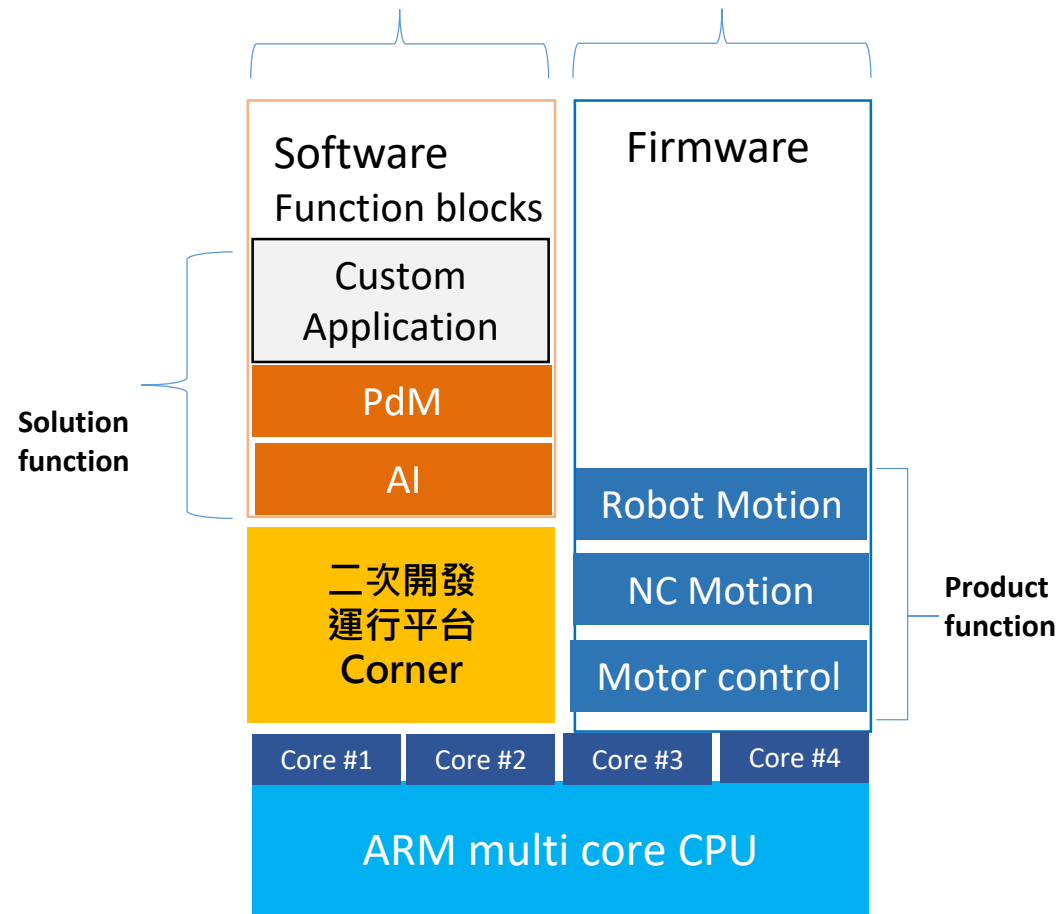 Software
Function blocks
Custom
Application
PdM
AI
Solution
function
二次開發
運行平台
Corner
Firmware
Robot Motion
NC Motion
Motor control
Product
function
Core #1
Core #2
Core #3
Core #4
ARM multi core CPU